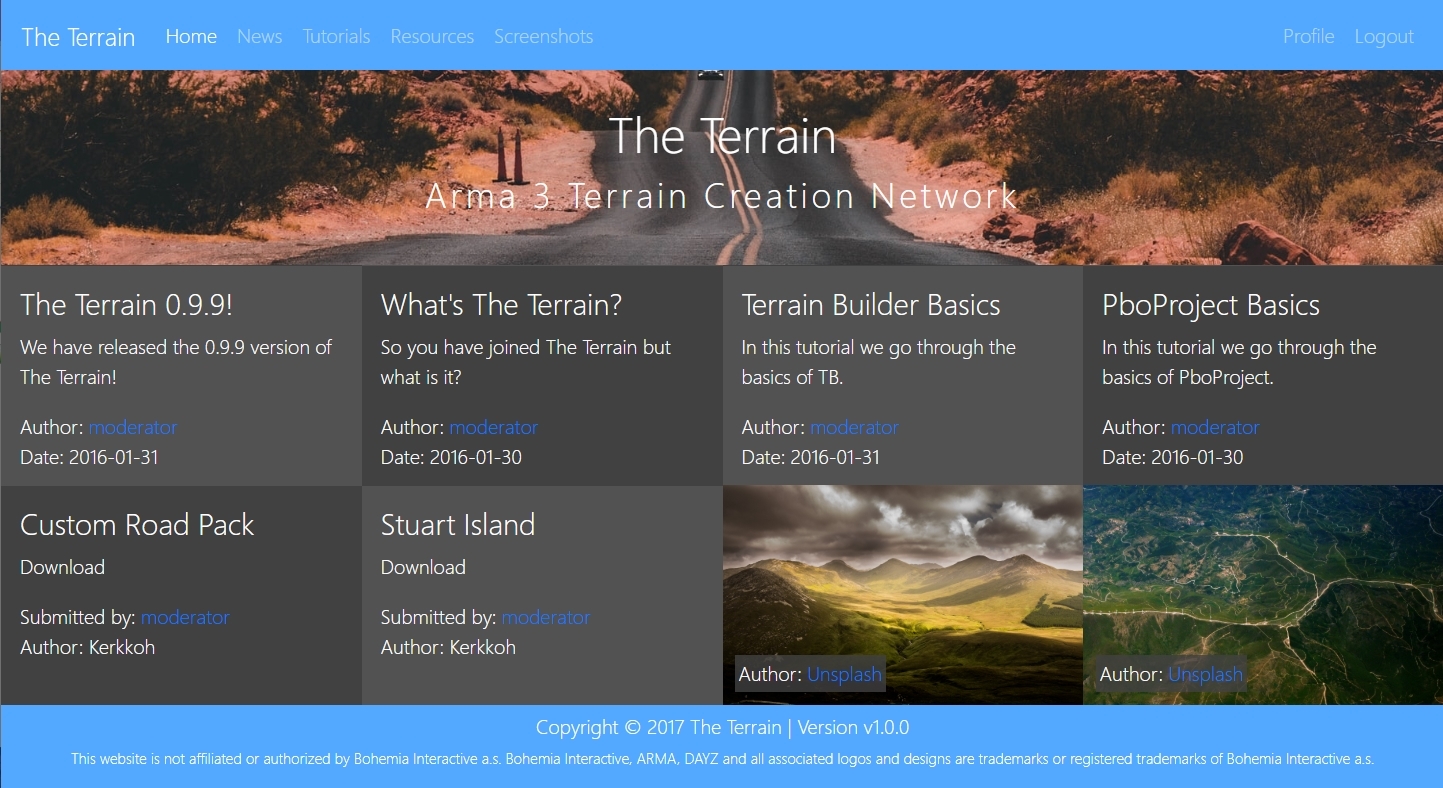 The Terrain Home News Tutorials Resources Screenshots Profile Logout
The Terrain
Arma 3 Terrain Creation Network
The Terrain 0.9.9!
We have released the 0.9.9 version of
The Terrain!
Author: moderator
Date: 2016-01-31
What's The Terrain?
So you have joined The Terrain but
what is it?
Author: moderator
Date: 2016-01-30
Terrain Builder Basics
In this tutorial we go through the
basics of TB.
Author: moderator
Date: 2016-01-31
PboProject Basics
In this tutorial we go through the
basics of PboProject.
Author: moderator
Date: 2016-01-30
Custom Road Pack
Download
Submitted by: moderator
Author: Kerkkoh
Stuart Island
Download
Submitted by: moderator
Author: Kerkkoh
Author: Unsplash
Author: Unsplash
Copyright © 2017 The Terrain | Version v1.0.0
This website is not affiliated or authorized by Bohemia Interactive a.s. Bohemia Interactive, ARMA, DAYZ and all associated logos and designs are trademarks or registered trademarks of Bohemia Interactive a.s.